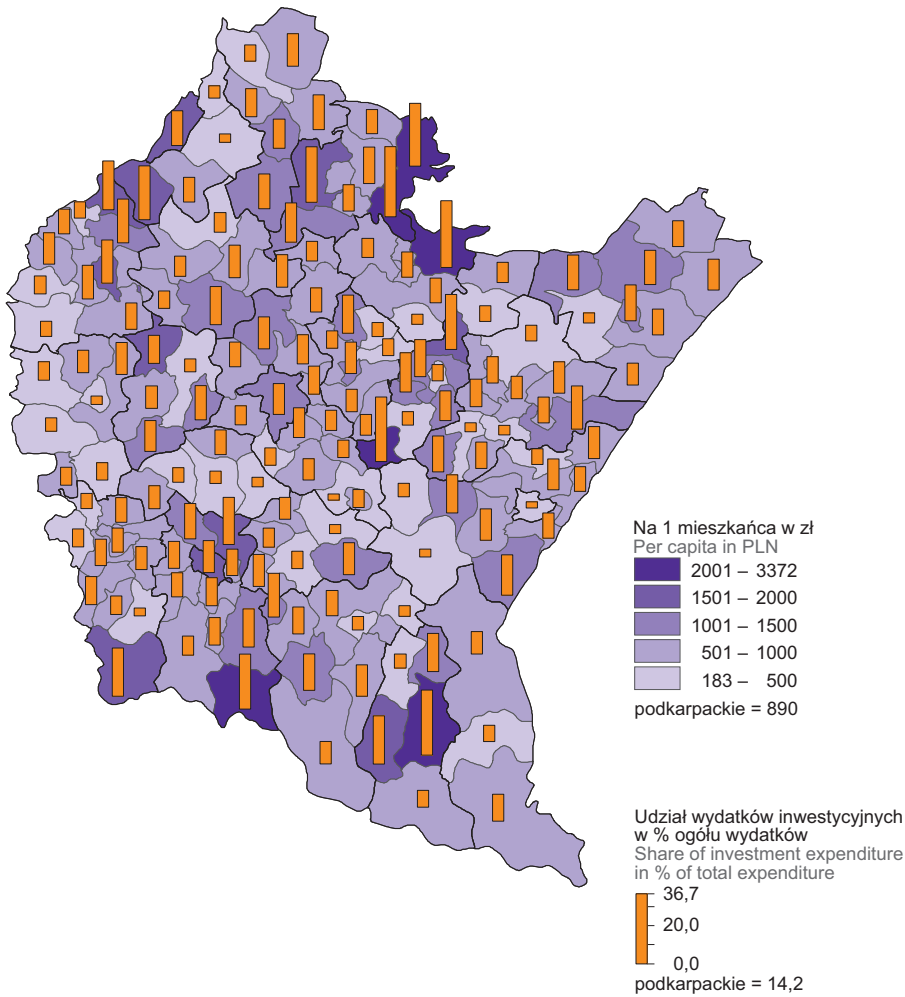 Na 1 mieszkańca w zł
Per capita in PLN
2001 – 3372
1501 – 2000
1001 – 1500
501 – 1000
183 – 500
podkarpackie = 890
Udział wydatków inwestycyjnych
w % ogółu wydatków
Share of investment expenditure
in % of total expenditure
36,7
20,0
0,0
podkarpackie = 14,2